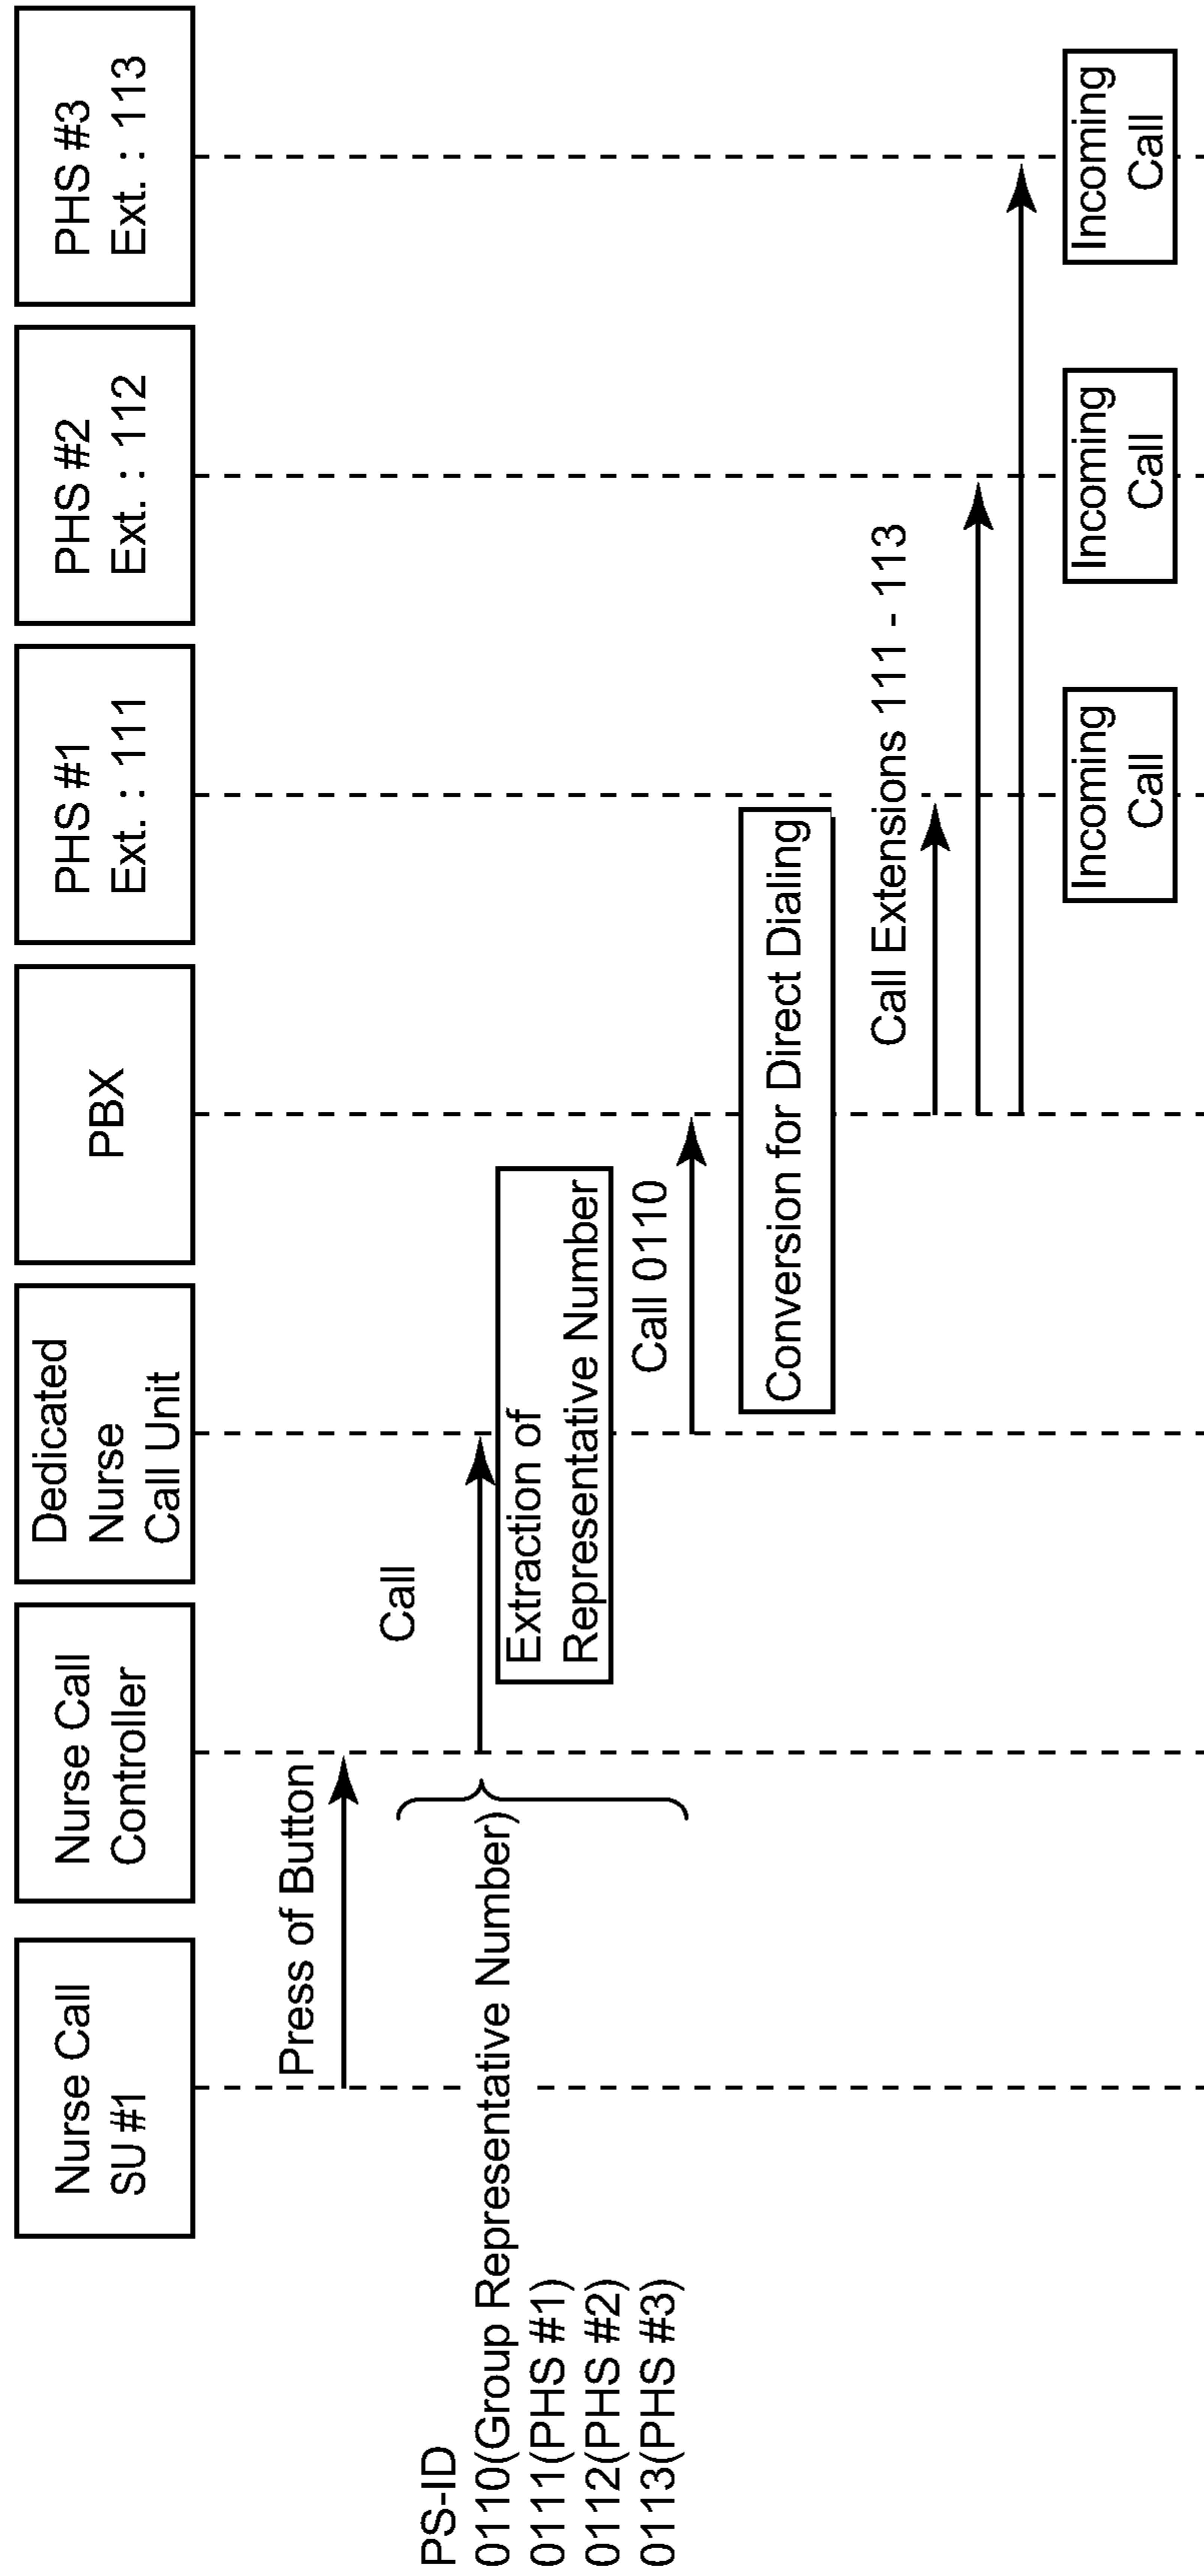 Nurse Call
SU #1
Nurse Call
Controller
Dedicated
Nurse
Call Unit
PBX
PHS #1
Ext. : 111
PHS #2
Ext. : 112
PHS #3
Ext. : 113
Press of Button
Call
PS-ID
0110(Group Representative Number)
0111(PHS #1)
0112(PHS #2)
0113(PHS #3)
Extraction of
Representative Number
Call 0110
Conversion for Direct Dialing
Call Extensions 111 - 113
Incoming
Call
Incoming
Call
Incoming
Call